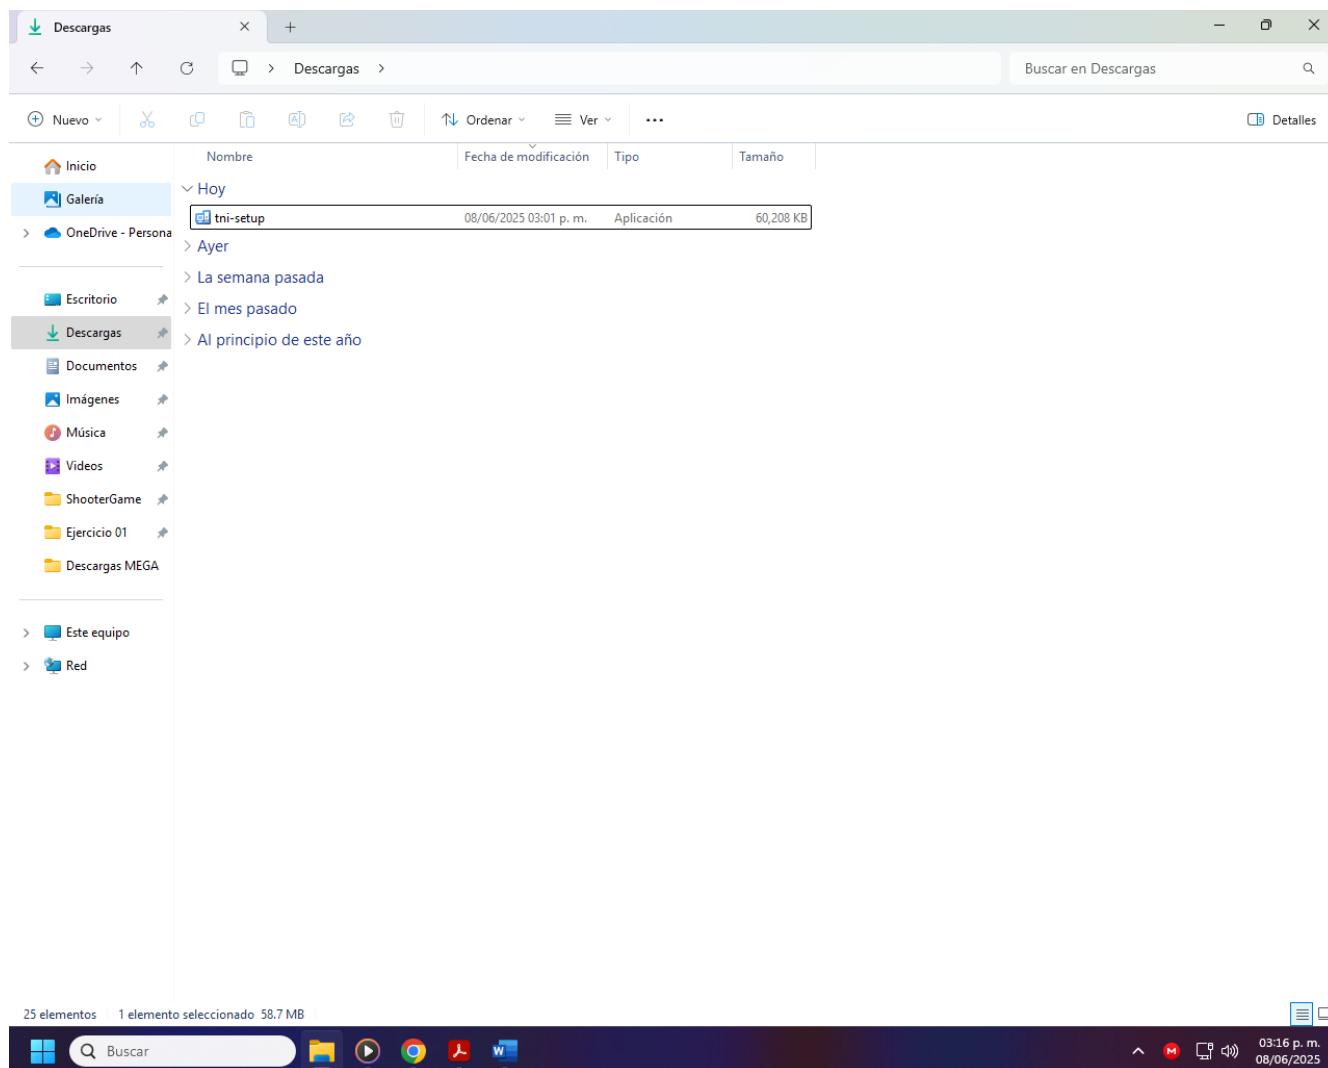 Descargas
Descargas
Buscar en Descargas
Nuevo
Ordenar
Ver
Detalles
Nombre
Fecha de modificación
Tipo
Tamaño
Inicio
Galería
OneDrive - Persona
Escritorio
Descargas
Documentos
Imágenes
Música
Videos
ShooterGame
Ejercicio 01
Descargas MEGA
Este equipo
Red
Hoy
tni-setup 08/06/2025 03:01 p. m. Aplicación 60,208 KB
Ayer
La semana pasada
El mes pasado
Al principio de este año
25 elementos 1 elemento seleccionado 58.7 MB
Buscar
03:16 p. m.
08/06/2025